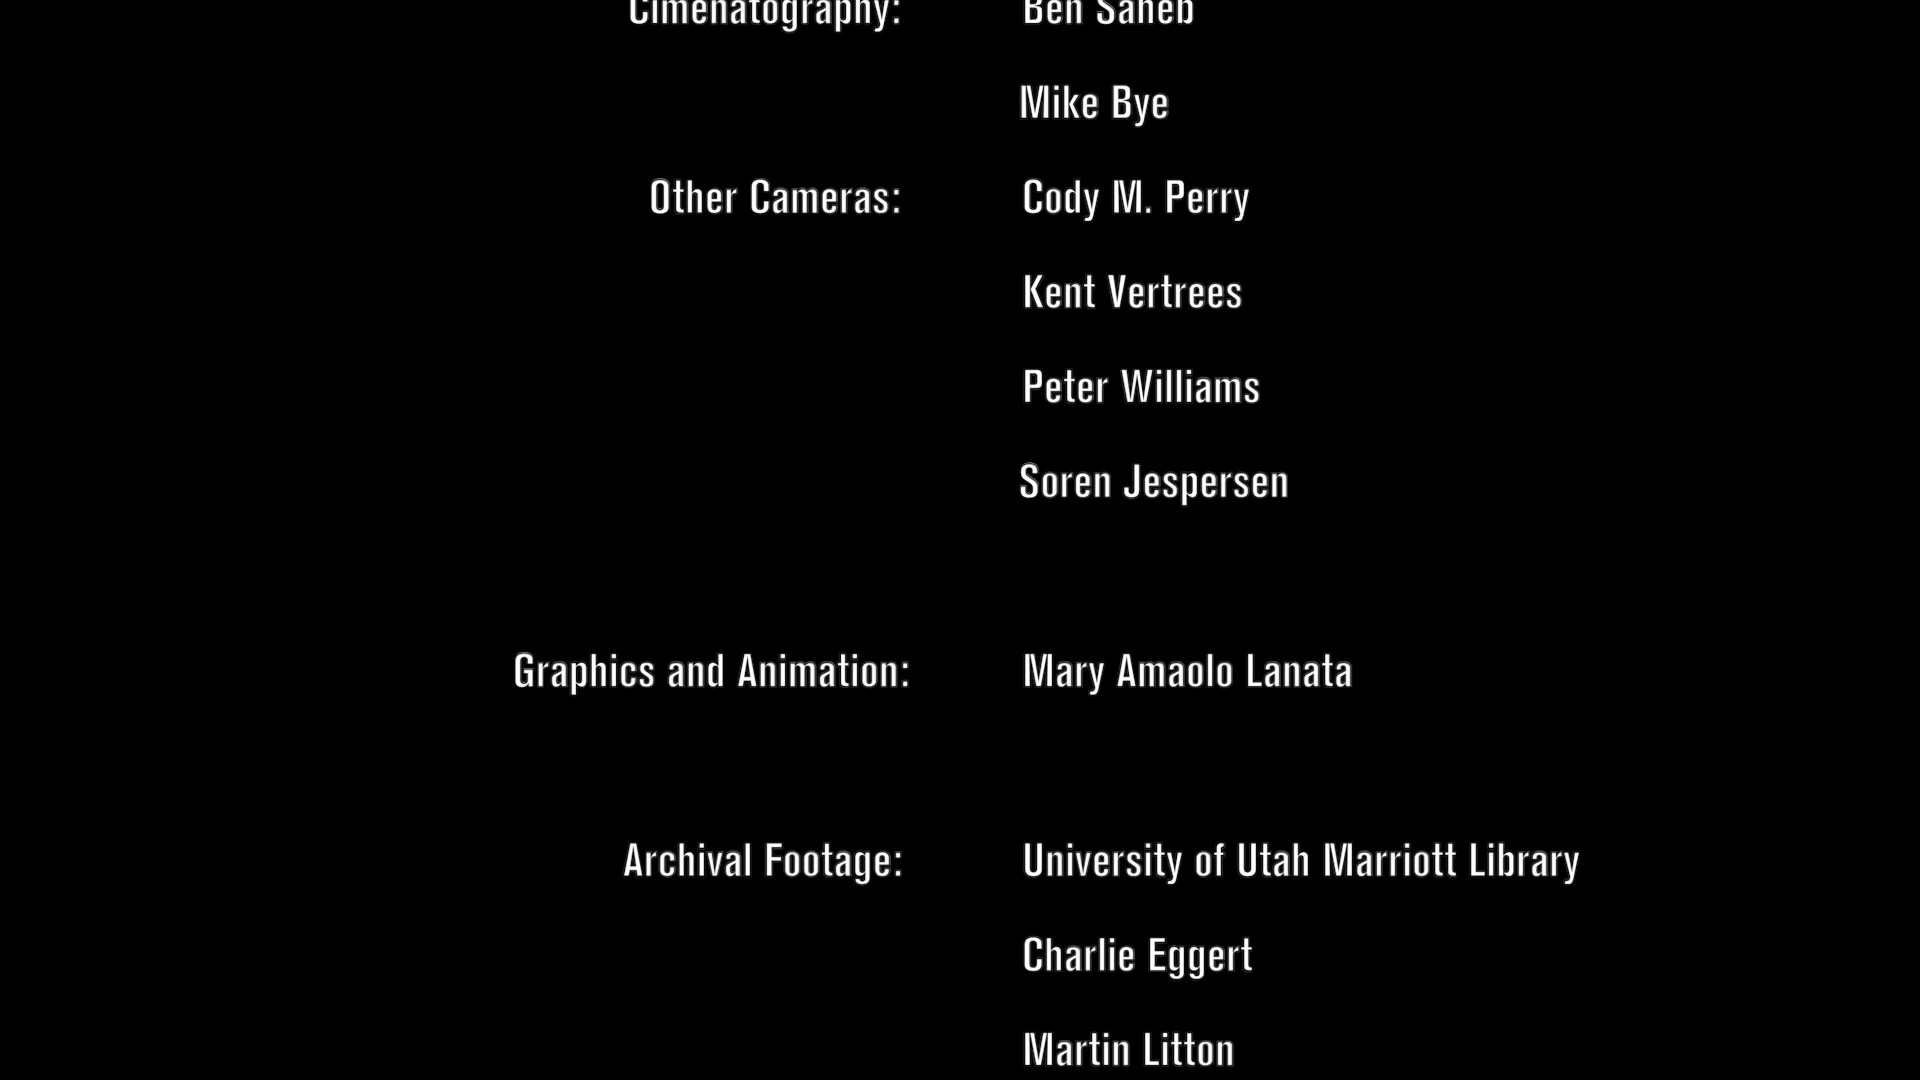 Cimenatography: Ben Saheb
Mike Bye
Other Cameras: Cody M. Perry
Kent Vertrees
Peter Williams
Soren Jespersen
Graphics and Animation: Mary Amaolo Lanata
Archival Footage: University of Utah Marriott Library
Charlie Eggert
Martin Litton